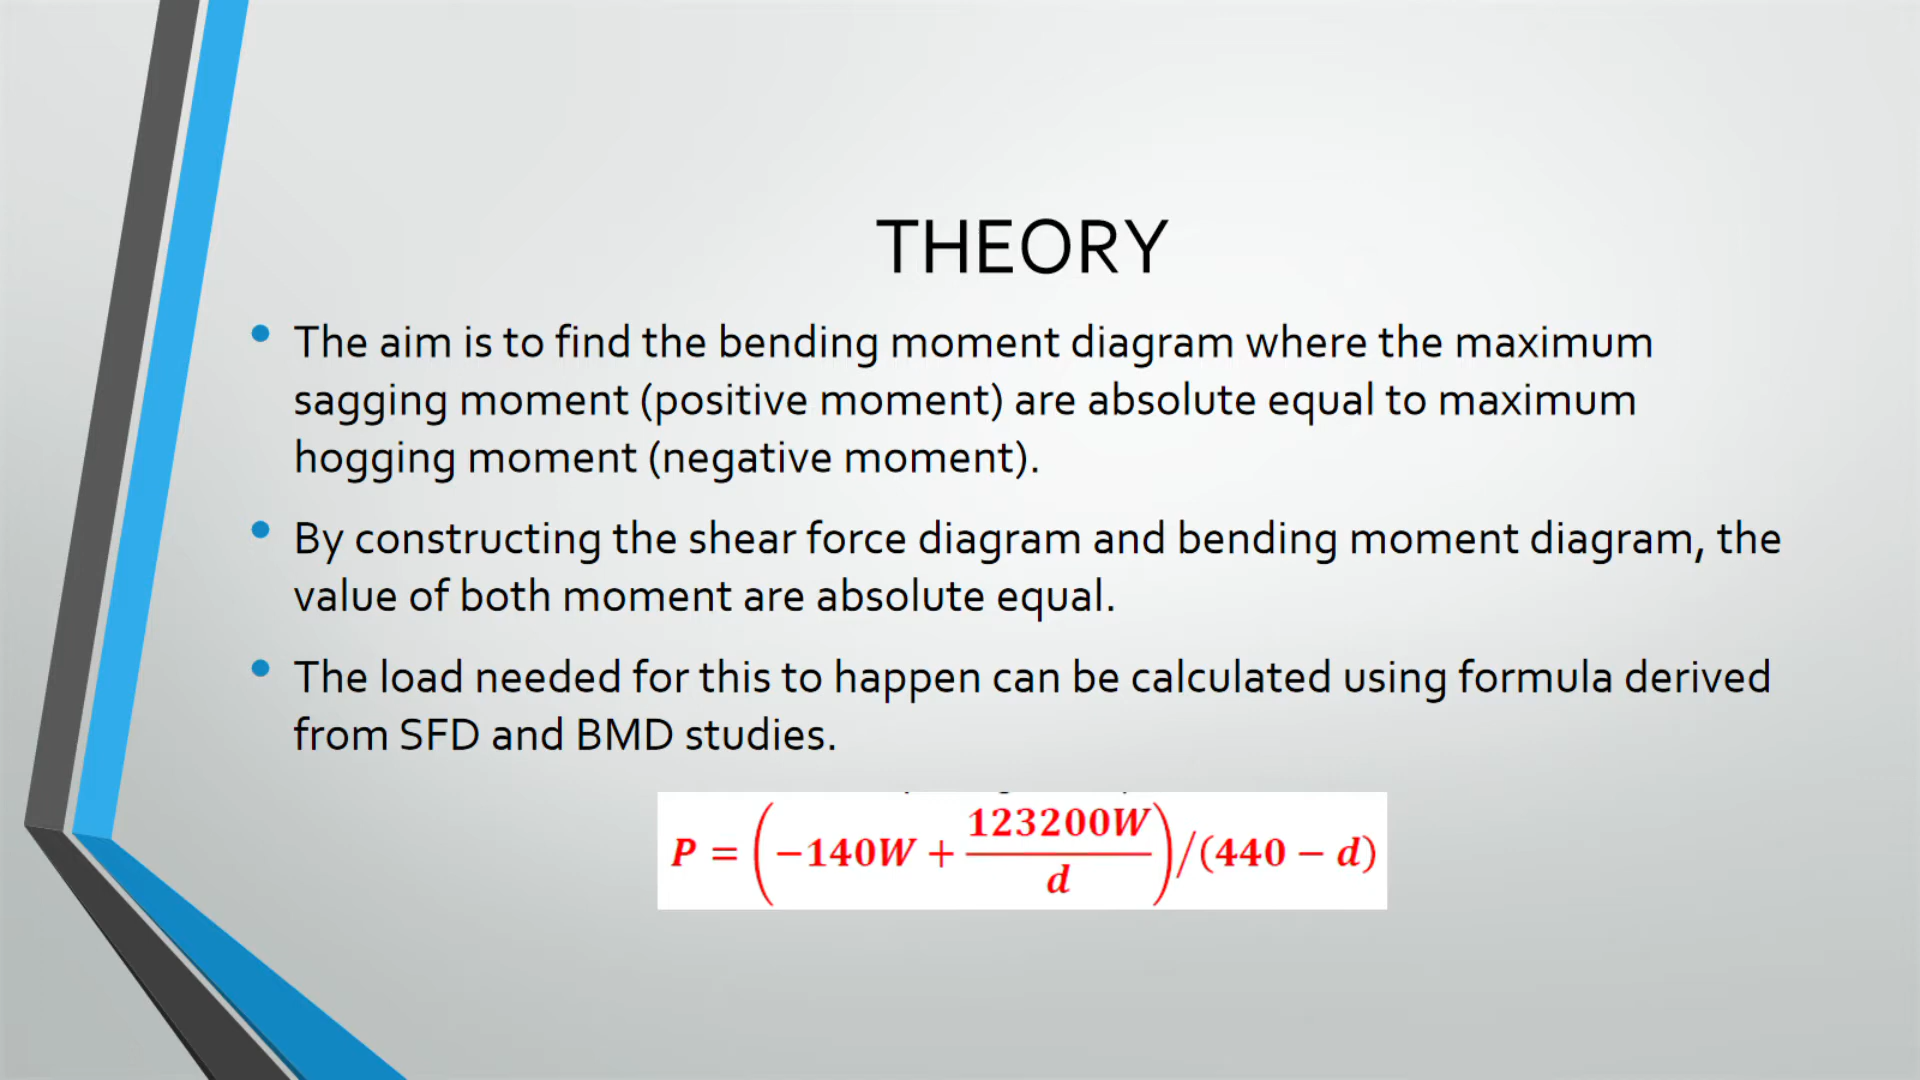 THEORY
• The aim is to find the bending moment diagram where the maximum
sagging moment (positive moment) are absolute equal to maximum
hogging moment (negative moment).
• By constructing the shear force diagram and bending moment diagram, the
value of both moment are absolute equal.
• The load needed for this to happen can be calculated using formula derived
from SFD and BMD studies.
P = (−140W + 123200W/d)/(440 − d)